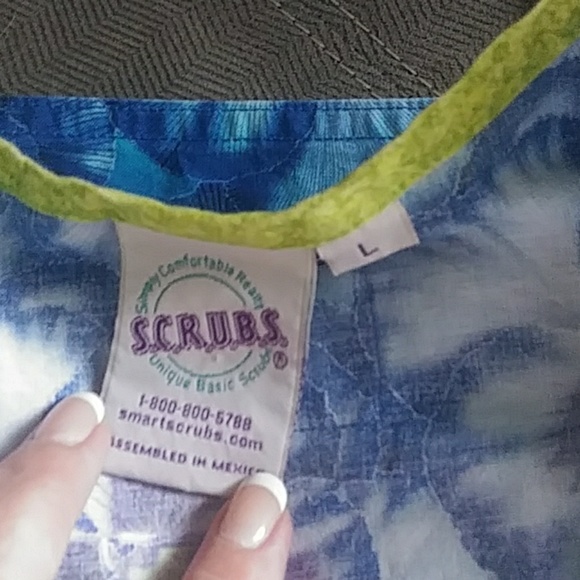 Simply Comfortable Really
S.C.R.U.B.S.®
Unique Basic Scrubs
1-800-800-5788
smartscrubs.com
ASSEMBLED IN MEXICO
L